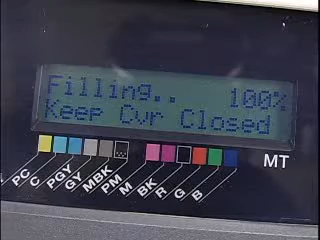 Filling.. 100%
Keep Cvr Closed
MT
PC C PGY GY MBK PM M BK R G B